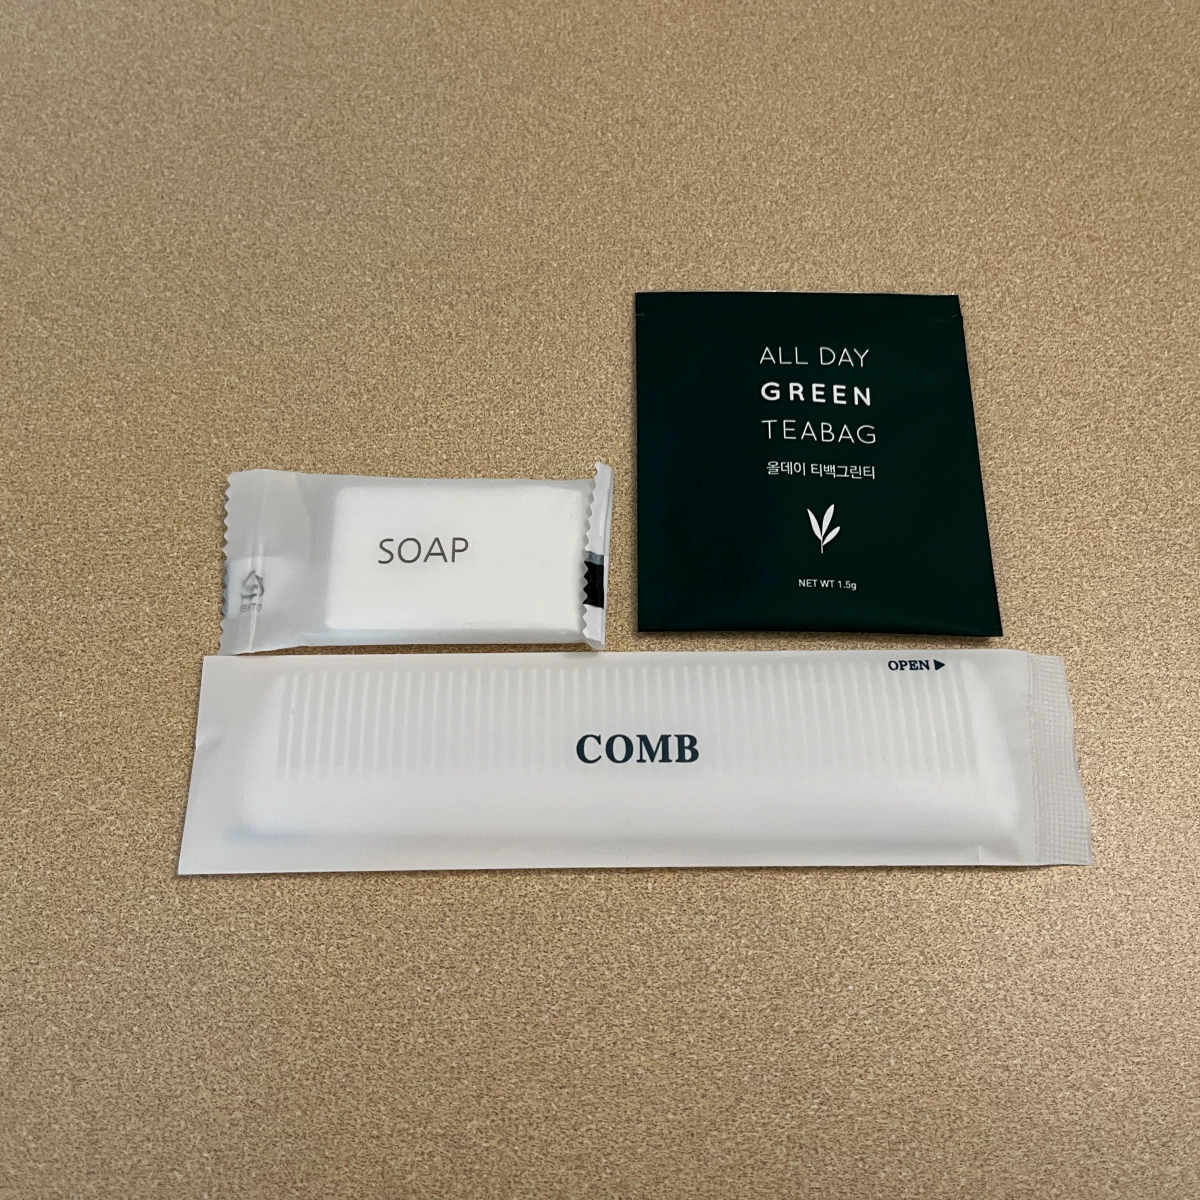 ALL DAY
GREEN
TEABAG
올데이 티백그린티
NET WT 1.5g
SOAP
OPEN ▶
COMB